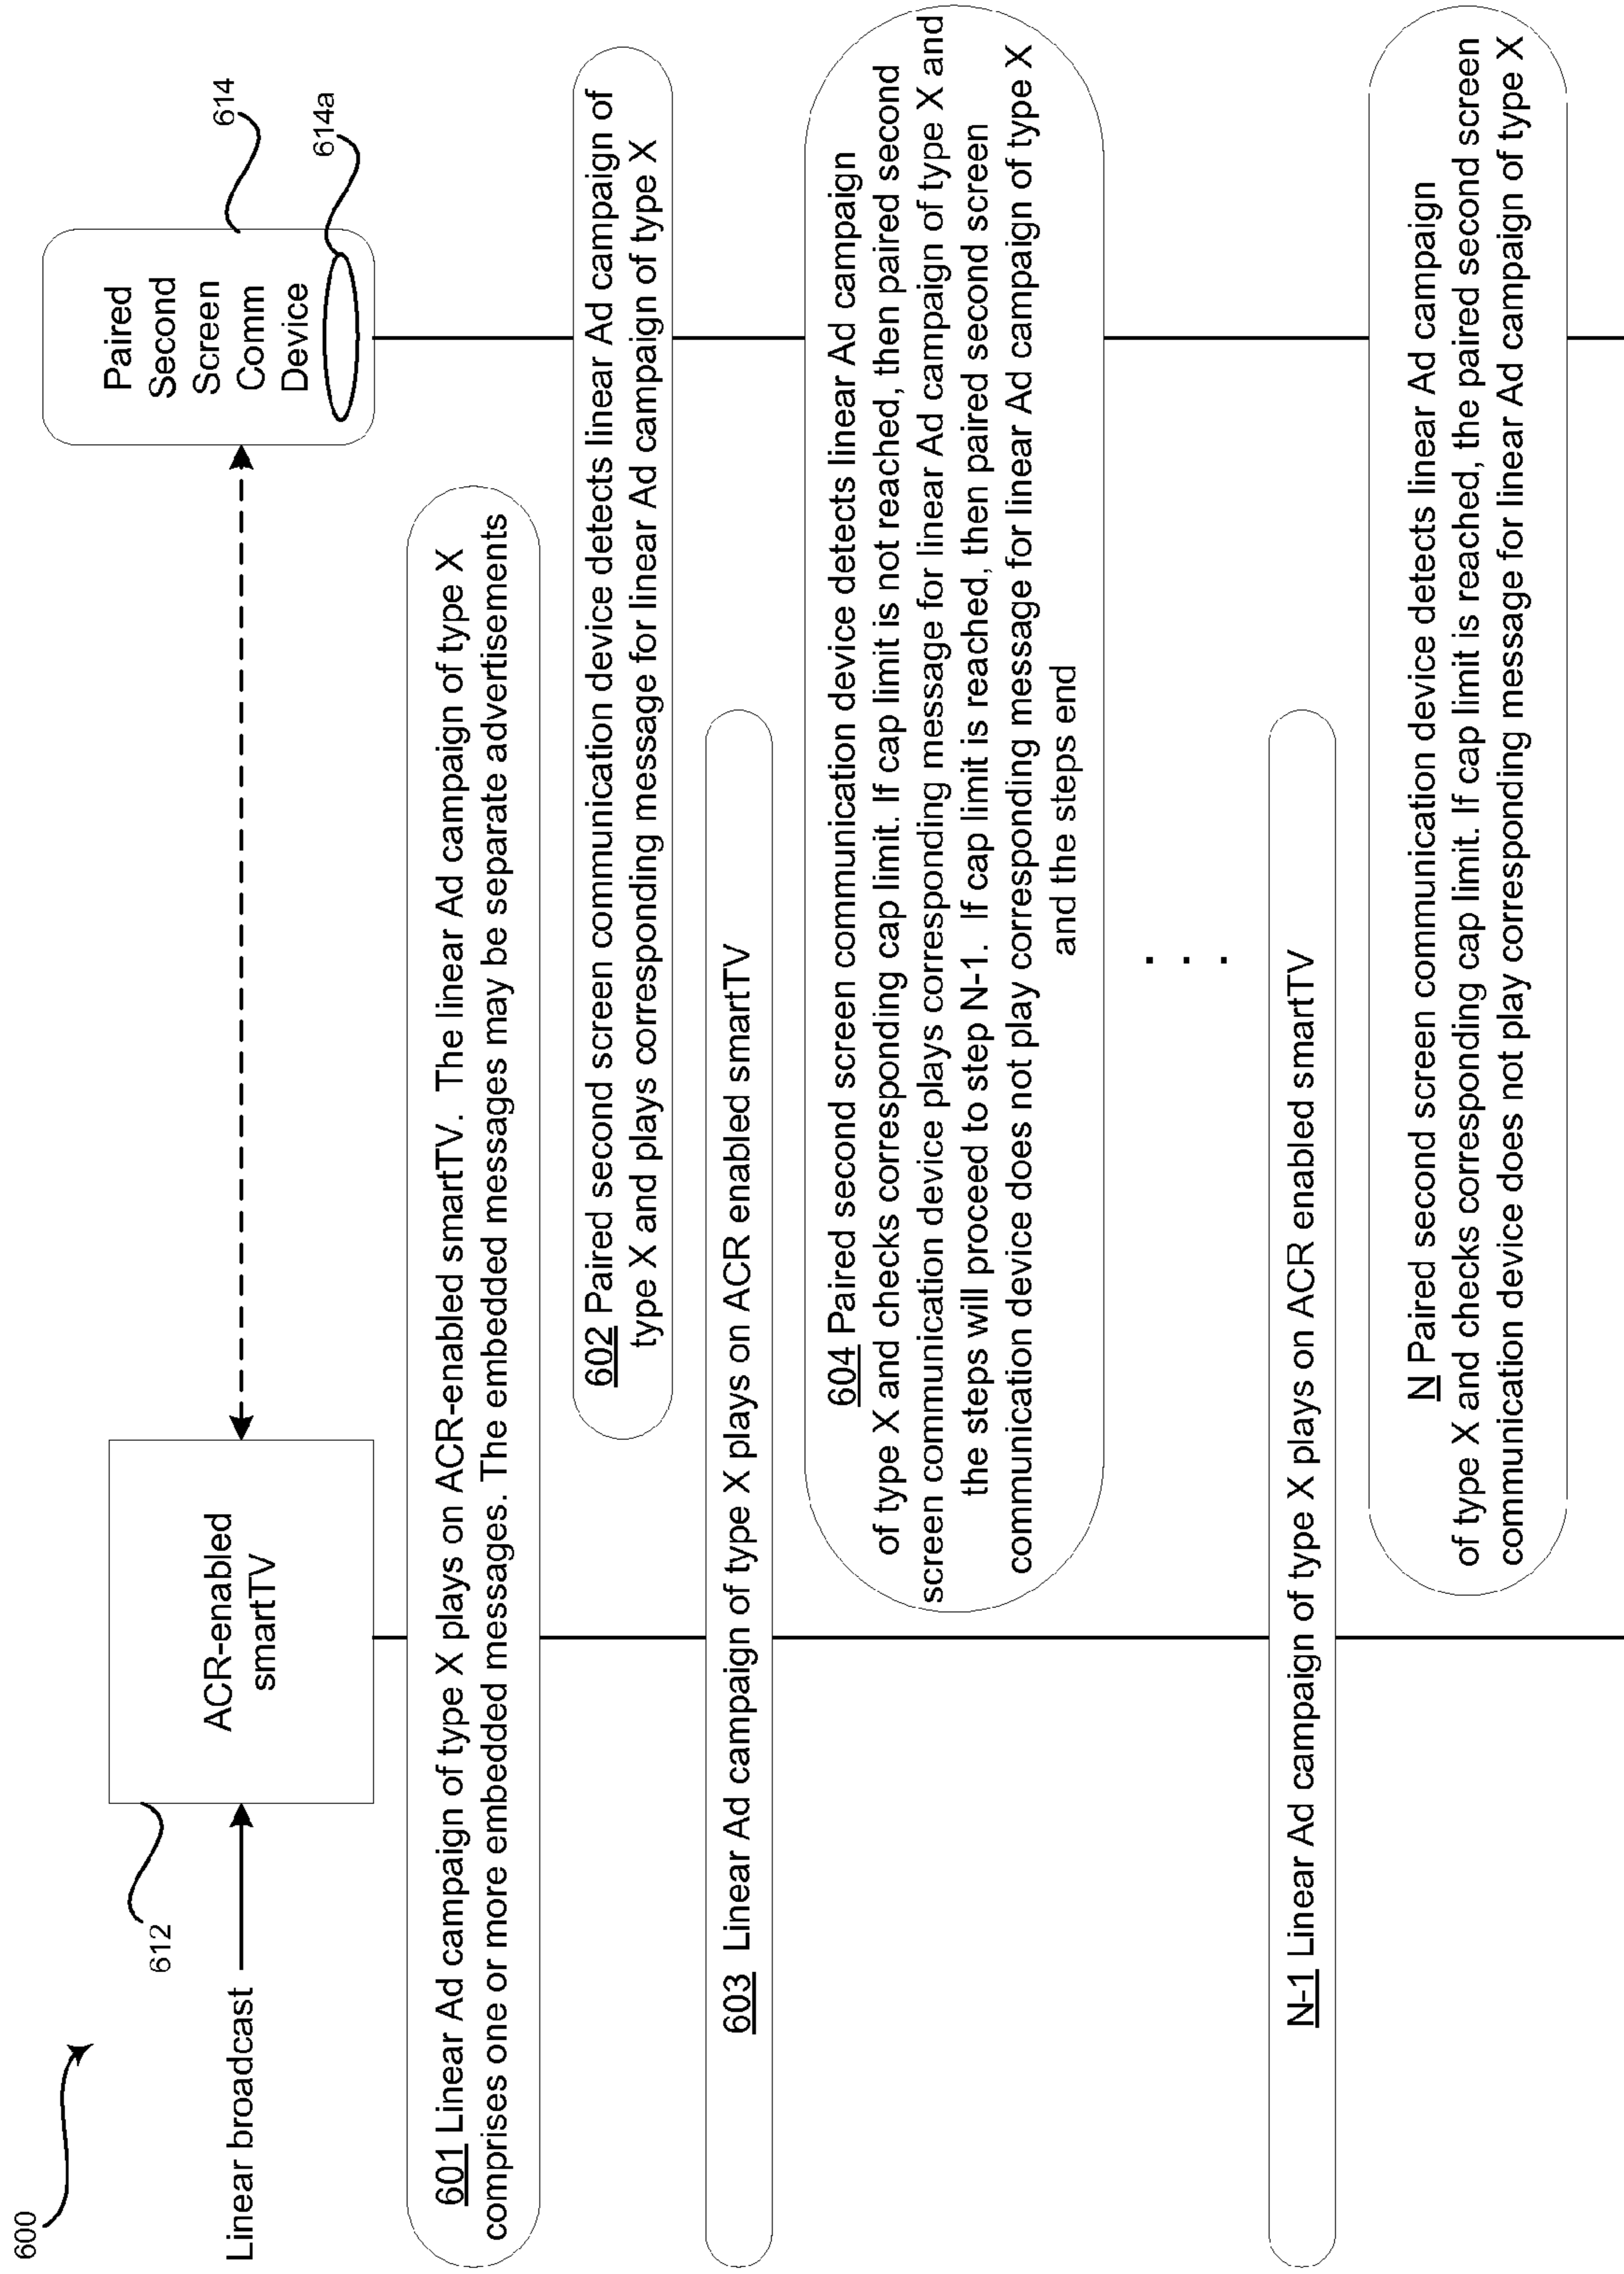 600
Linear broadcast
612
ACR-enabled
smartTV
Paired
Second
Screen
Comm
Device
614
614a
601 Linear Ad campaign of type X plays on ACR-enabled smartTV. The linear Ad campaign of type X
comprises one or more embedded messages. The embedded messages may be separate advertisements
602 Paired second screen communication device detects linear Ad campaign of
type X and plays corresponding message for linear Ad campaign of type X
603 Linear Ad campaign of type X plays on ACR enabled smartTV
604 Paired second screen communication device detects linear Ad campaign
of type X and checks corresponding cap limit. If cap limit is not reached, then paired second
screen communication device plays corresponding message for linear Ad campaign of type X and
the steps will proceed to step N-1. If cap limit is reached, then paired second screen
communication device does not play corresponding message for linear Ad campaign of type X
and the steps end
. . .
N-1 Linear Ad campaign of type X plays on ACR enabled smartTV
N Paired second screen communication device detects linear Ad campaign
of type X and checks corresponding cap limit. If cap limit is reached, the paired second screen
communication device does not play corresponding message for linear Ad campaign of type X